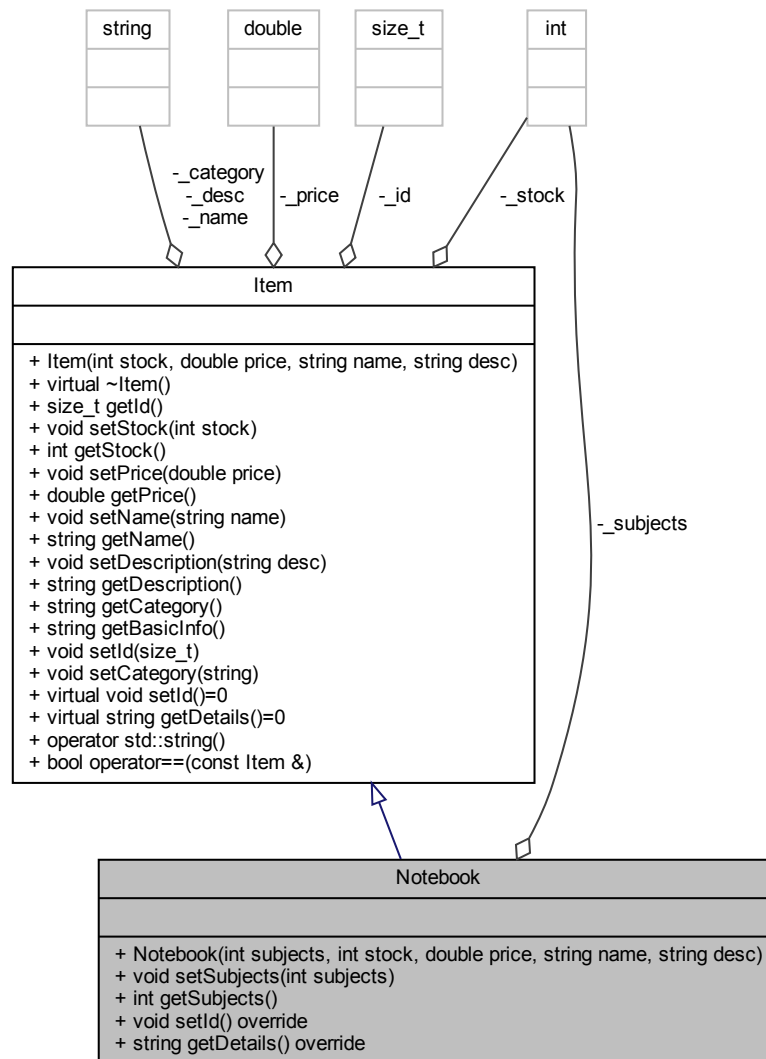 string
double
size_t
int
-_category
-_desc
-_name
-_price
-_id
-_stock
Item
+ Item(int stock, double price, string name, string desc)
+ virtual ~Item()
+ size_t getId()
+ void setStock(int stock)
+ int getStock()
+ void setPrice(double price)
+ double getPrice()
+ void setName(string name)
+ string getName()
+ void setDescription(string desc)
+ string getDescription()
+ string getCategory()
+ string getBasicInfo()
+ void setId(size_t)
+ void setCategory(string)
+ virtual void setId()=0
+ virtual string getDetails()=0
+ operator std::string()
+ bool operator==(const Item &)
-_subjects
Notebook
+ Notebook(int subjects, int stock, double price, string name, string desc)
+ void setSubjects(int subjects)
+ int getSubjects()
+ void setId() override
+ string getDetails() override